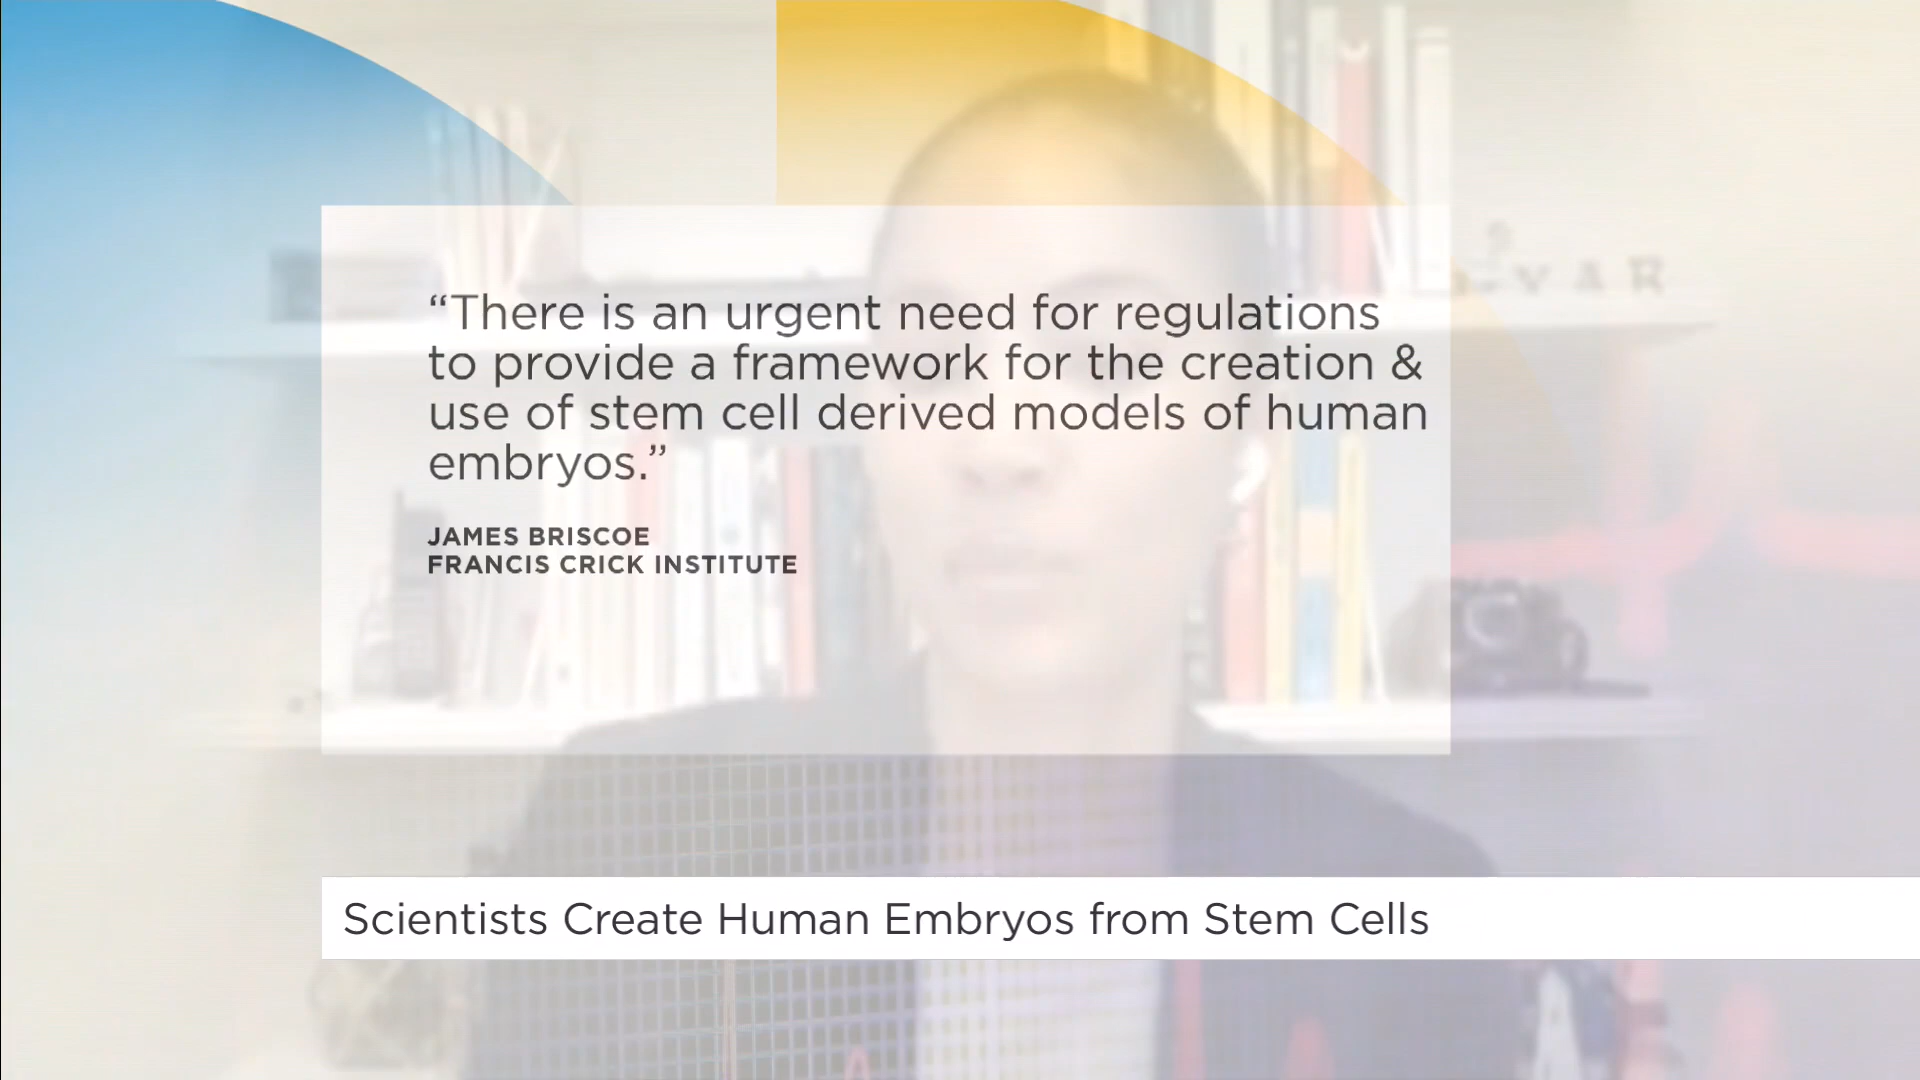 “There is an urgent need for regulations
to provide a framework for the creation &
use of stem cell derived models of human
embryos.”
JAMES BRISCOE
FRANCIS CRICK INSTITUTE
Scientists Create Human Embryos from Stem Cells